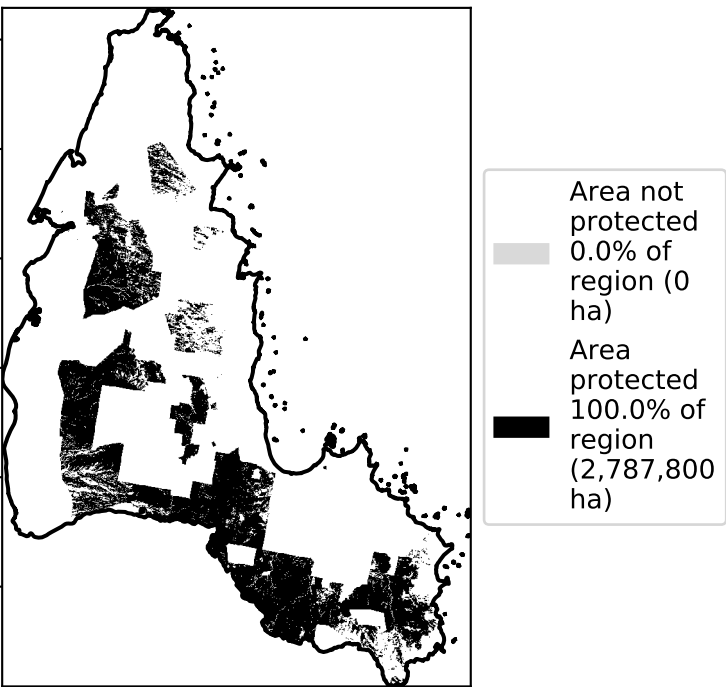 Area not
protected
0.0% of
region (0
ha)
Area
protected
100.0% of
region
(2,787,800
ha)